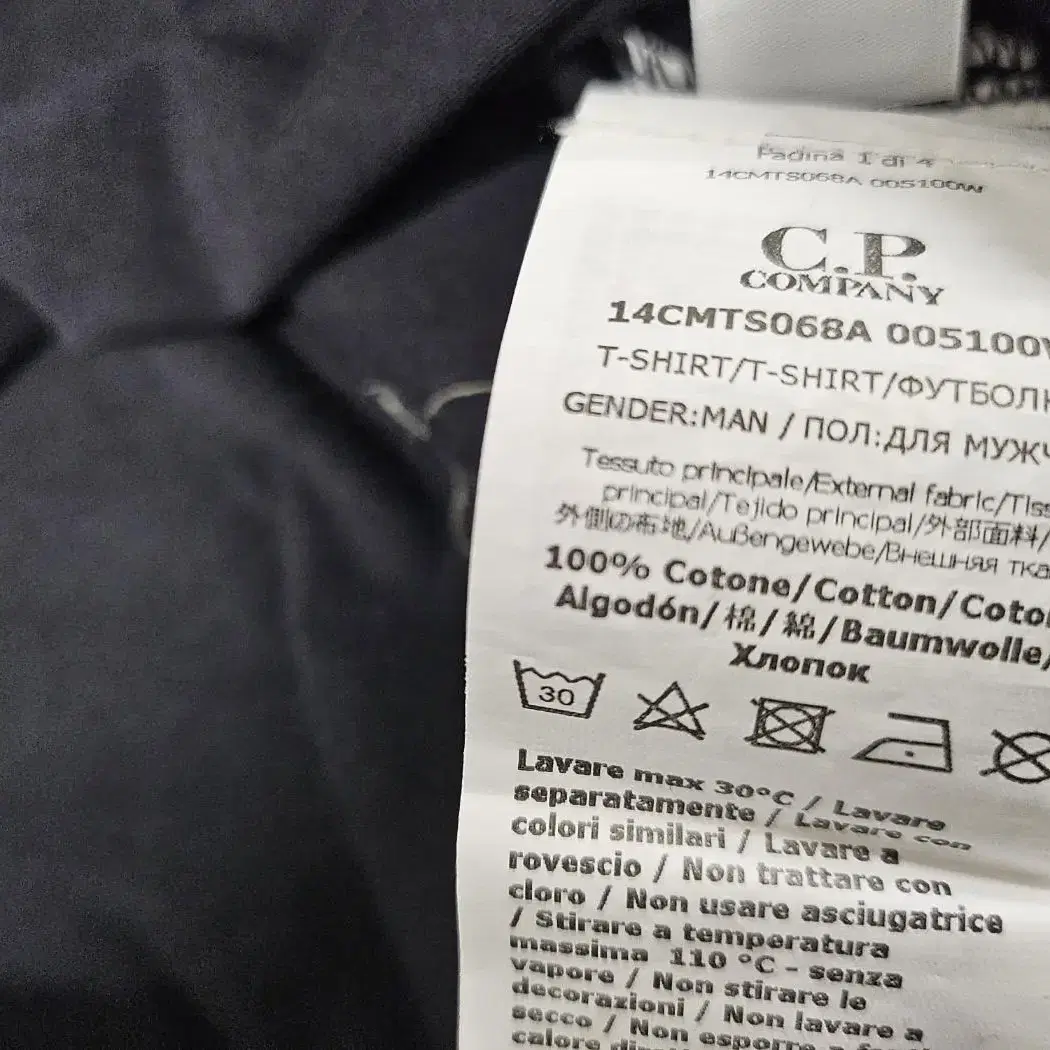 Pagina 1 di 4
14CMTS068A 005100W
C.P.
COMPANY
14CMTS068A 005100W
T-SHIRT/T-SHIRT/ФУТБОЛК
GENDER:MAN / ПОЛ:ДЛЯ МУЖЧ
Tessuto principale/External fabric/Tiss
principal/Tejido principal/外部面料/
外側の布地/Außengewebe/Внешняя тка
100% Cotone/Cotton/Coton
Algodón/棉/綿/Baumwolle/
Хлопок
30
Lavare max 30°C / Lavare
separatamente / Lavare con
colori similari / Lavare a
rovescio / Non trattare con
cloro / Non usare asciugatrice
/ Stirare a temperatura
massima 110 °C - senza
vapore / Non stirare le
decorazioni / Non lavare a
secco / Non esporre a
calore